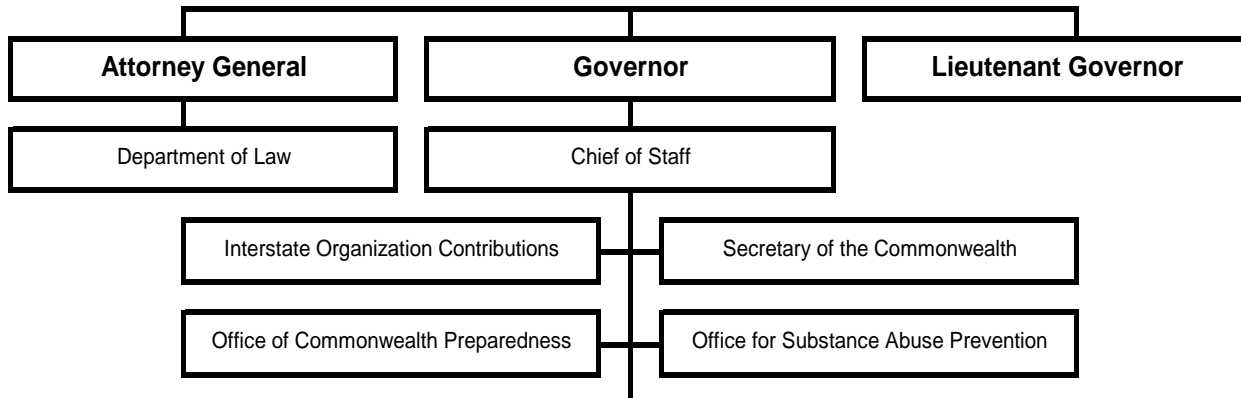 Attorney General
Governor
Lieutenant Governor
Department of Law
Chief of Staff
Interstate Organization Contributions
Secretary of the Commonwealth
Office of Commonwealth Preparedness
Office for Substance Abuse Prevention